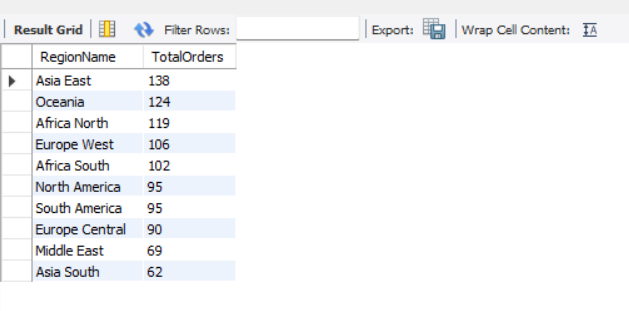 Result Grid Filter Rows: Export: Wrap Cell Content: IA
RegionName TotalOrders
Asia East 138
Oceania 124
Africa North 119
Europe West 106
Africa South 102
North America 95
South America 95
Europe Central 90
Middle East 69
Asia South 62